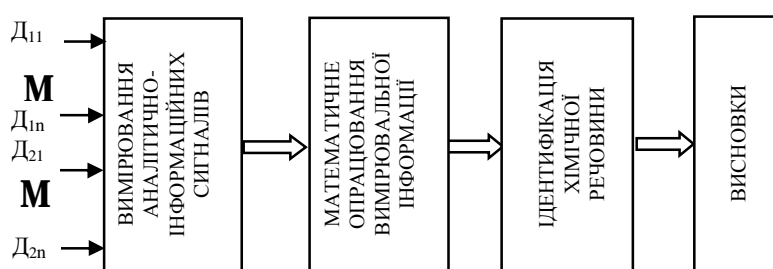 Д₁₁
М
Д₁ₙ
Д₂₁
М
Д₂ₙ
ВИМІРЮВАННЯ
АНАЛІТИЧНО-
ІНФОРМАЦІЙНИХ
СИГНАЛІВ
МАТЕМАТИЧНЕ
ОПРАЦЮВАННЯ
ВИМІРЮВАЛЬНОЇ
ІНФОРМАЦІЇ
ІДЕНТИФІКАЦІЯ
ХІМІЧНОЇ
РЕЧОВИНИ
ВИСНОВКИ